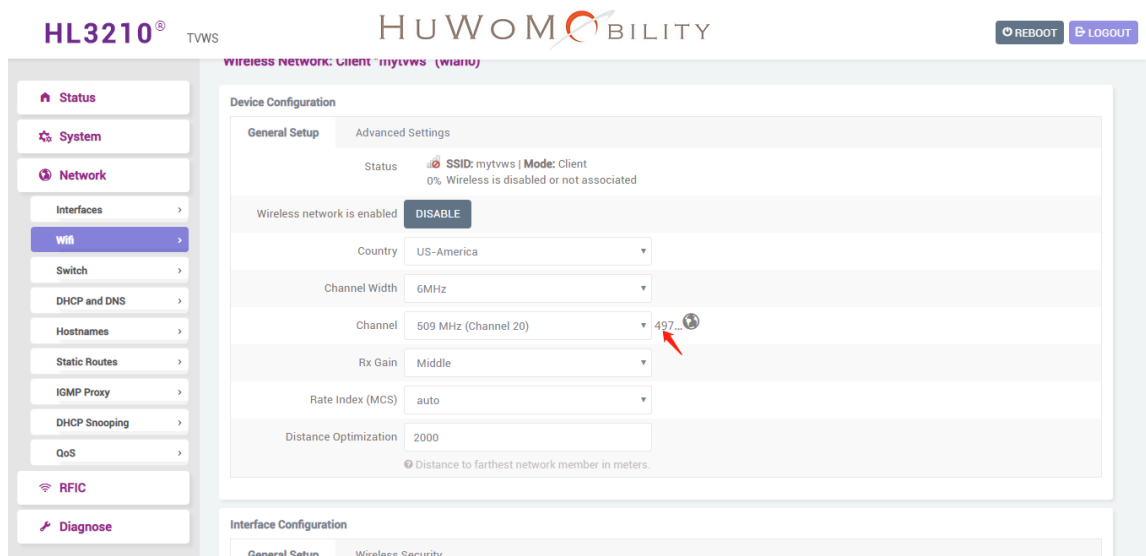 HL3210® TVWS
HUWOMOBILITY
REBOOT
LOGOUT
Wireless Network: Client "mytvws" (wlan0)
Status
System
Network
Interfaces
Wifi
Switch
DHCP and DNS
Hostnames
Static Routes
IGMP Proxy
DHCP Snooping
QoS
RFIC
Diagnose
Device Configuration
General Setup Advanced Settings
Status SSID: mytvws | Mode: Client
0% Wireless is disabled or not associated
Wireless network is enabled DISABLE
Country US-America
Channel Width 6MHz
Channel 509 MHz (Channel 20) 497...
Rx Gain Middle
Rate Index (MCS) auto
Distance Optimization 2000
Distance to farthest network member in meters.
Interface Configuration
General Setup Wireless Security